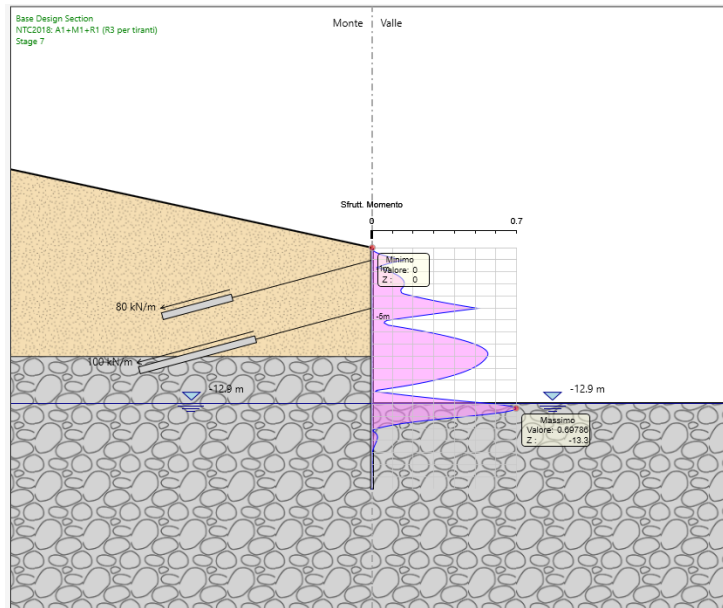 Base Design Section
NTC2018: A1+M1+R1 (R3 per tiranti)
Stage 7
Monte
Valle
Sfrutt. Momento
0
0.7
Minimo
Valore: 0
Z : 0
-5m
80 kN/m
100 kN/m
-12.9 m
-12.9 m
Massimo
Valore: 0.69786
Z : -13.3